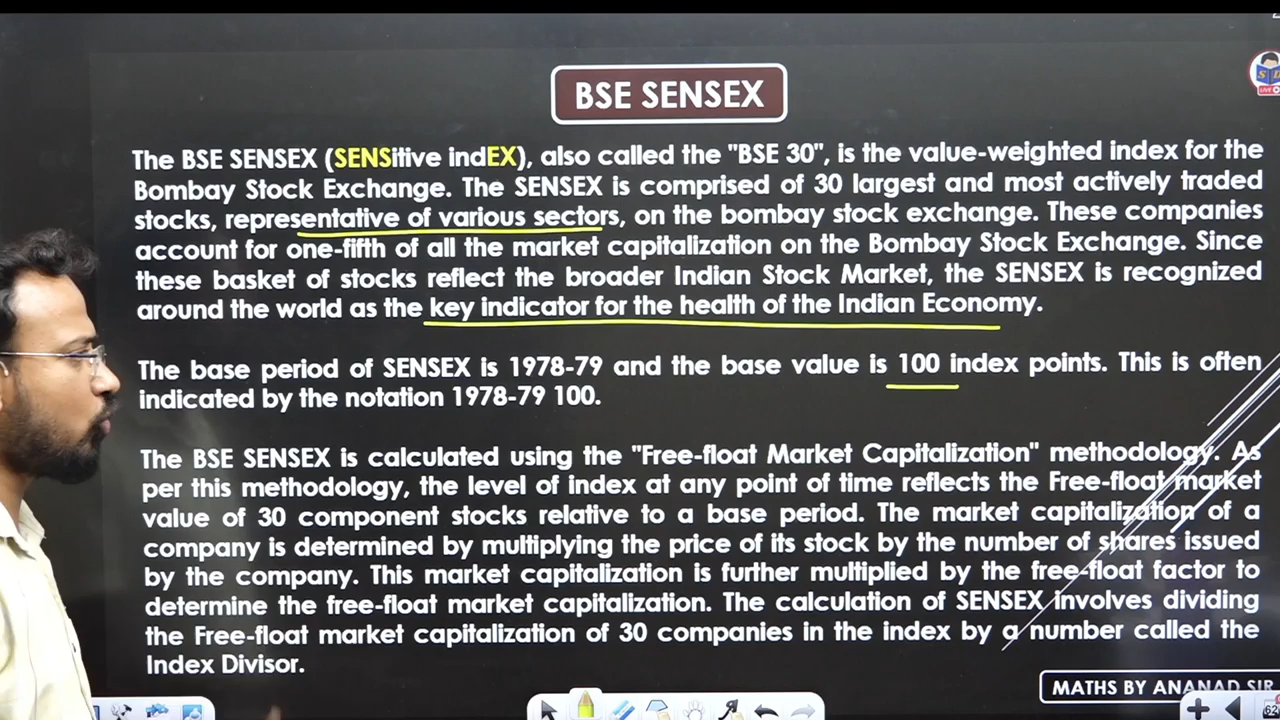 BSE SENSEX
The BSE SENSEX (SENSitive indEX), also called the "BSE 30", is the value-weighted index for the
Bombay Stock Exchange. The SENSEX is comprised of 30 largest and most actively traded
stocks, representative of various sectors, on the bombay stock exchange. These companies
account for one-fifth of all the market capitalization on the Bombay Stock Exchange. Since
these basket of stocks reflect the broader Indian Stock Market, the SENSEX is recognized
around the world as the key indicator for the health of the Indian Economy.
The base period of SENSEX is 1978-79 and the base value is 100 index points. This is often
indicated by the notation 1978-79 100.
The BSE SENSEX is calculated using the "Free-float Market Capitalization" methodology. As
per this methodology, the level of index at any point of time reflects the Free-float market
value of 30 component stocks relative to a base period. The market capitalization of a
company is determined by multiplying the price of its stock by the number of shares issued
by the company. This market capitalization is further multiplied by the free-float factor to
determine the free-float market capitalization. The calculation of SENSEX involves dividing
the Free-float market capitalization of 30 companies in the index by a number called the
Index Divisor.
MATHS BY ANANAD SIR